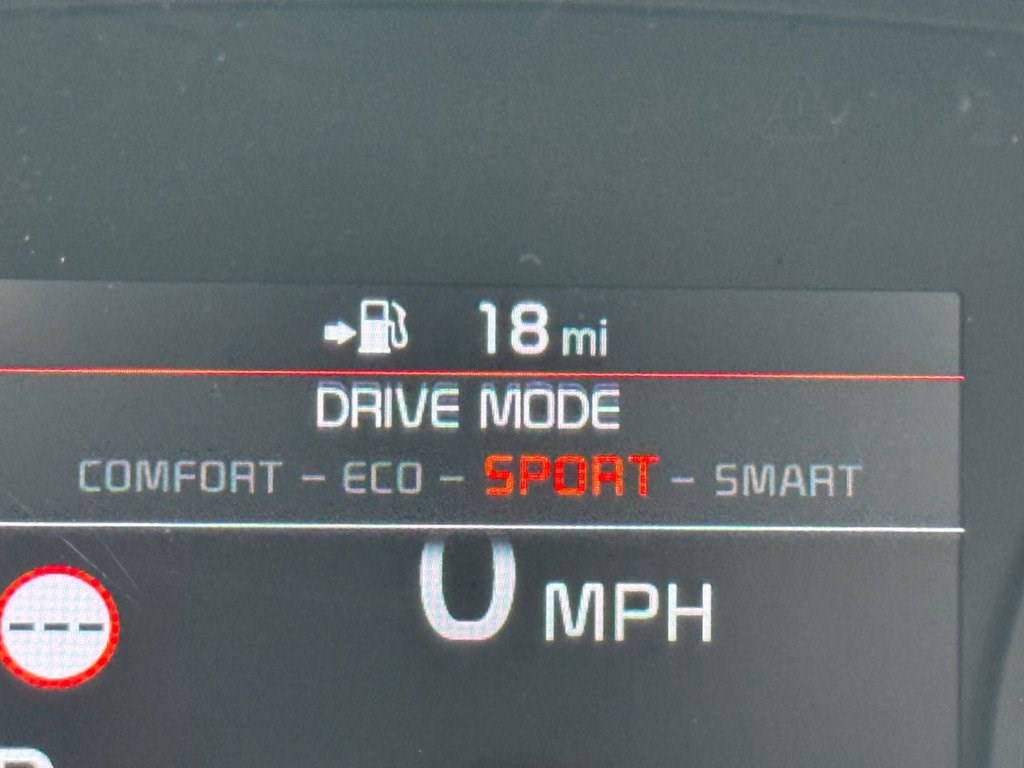 18 mi
DRIVE MODE
COMFORT - ECO - SPORT - SMART
0 MPH
---